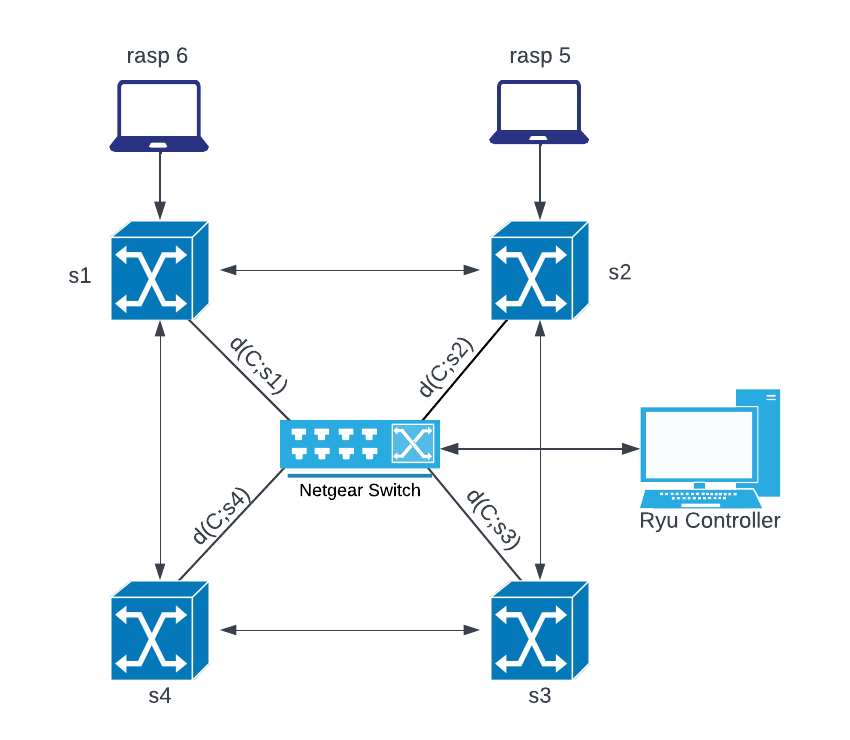 rasp 6
rasp 5
s1
s2
d(C;s1)
d(C;s2)
Netgear Switch
d(C;s4)
d(C;s3)
Ryu Controller
s4
s3